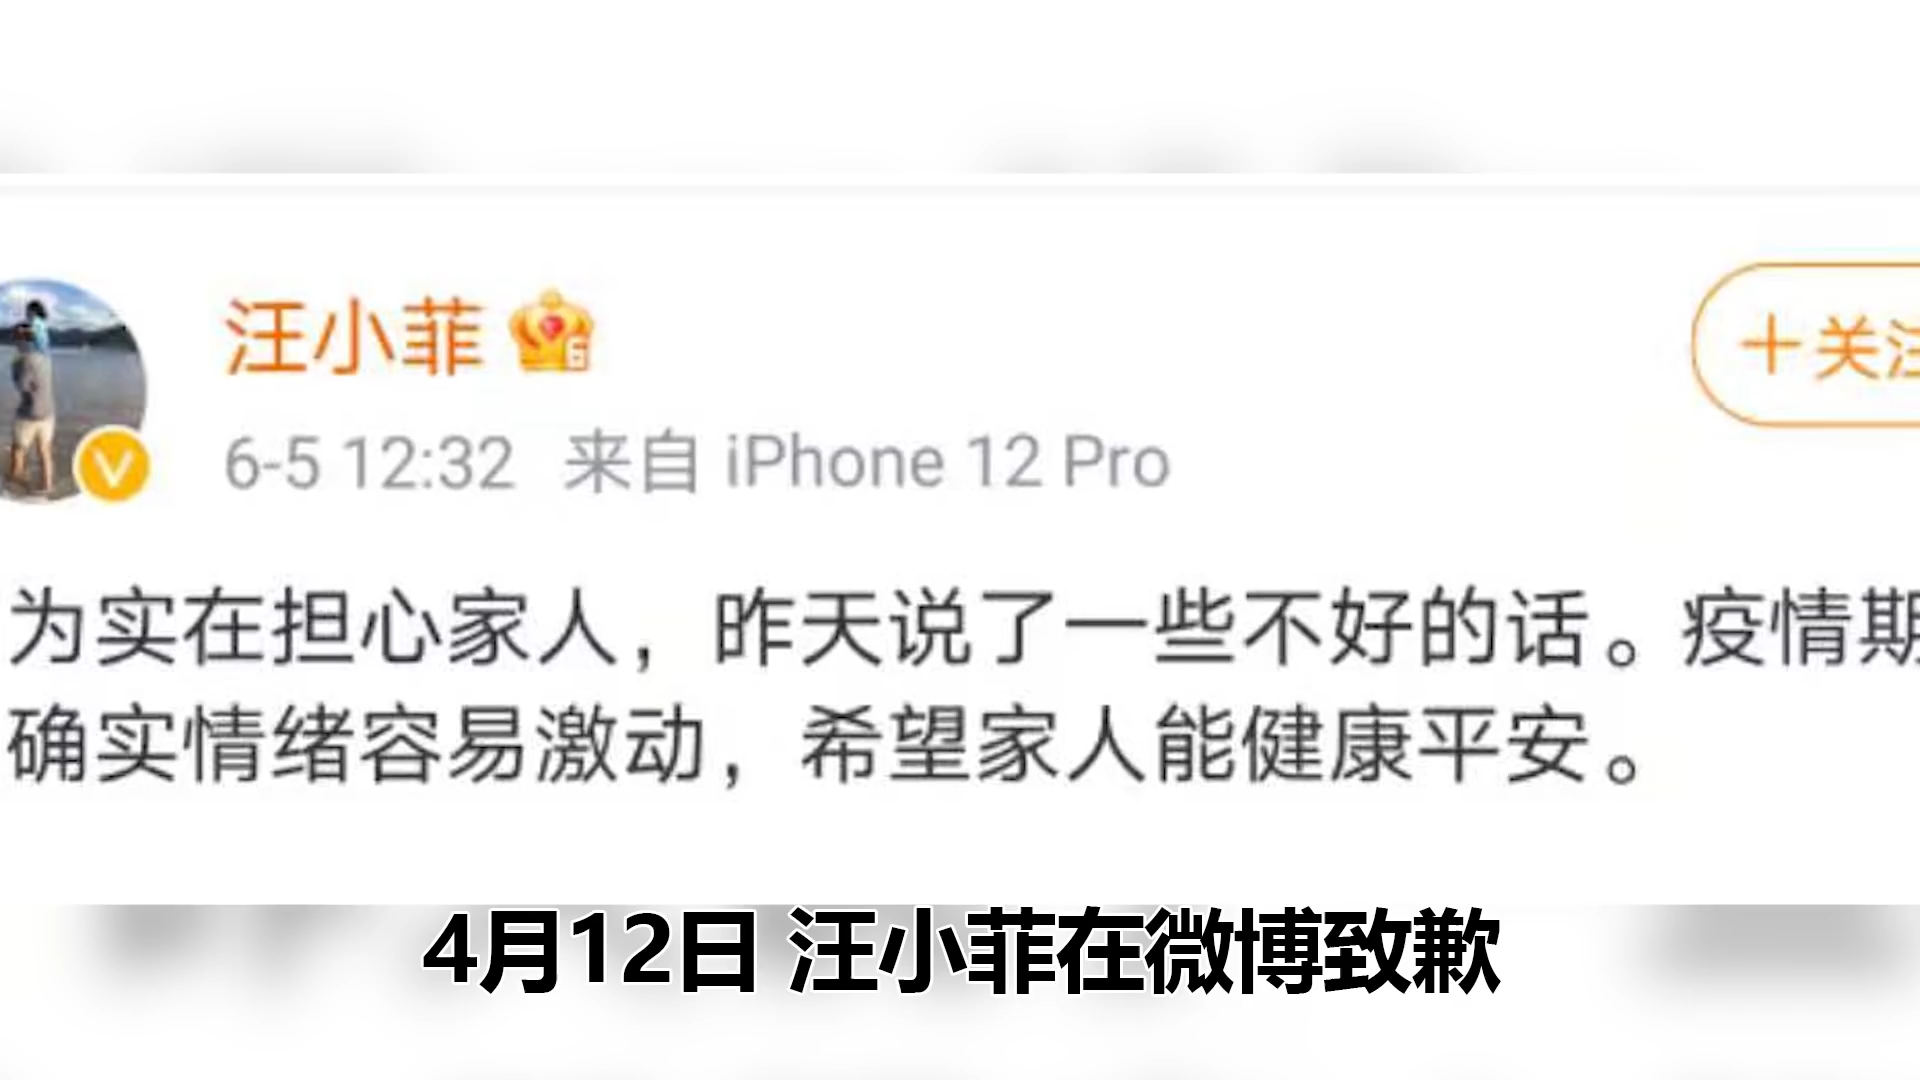 汪小菲
6-5 12:32 来自 iPhone 12 Pro
+关注
为实在担心家人，昨天说了一些不好的话。疫情期
确实情绪容易激动，希望家人能健康平安。
4月12日 汪小菲在微博致歉